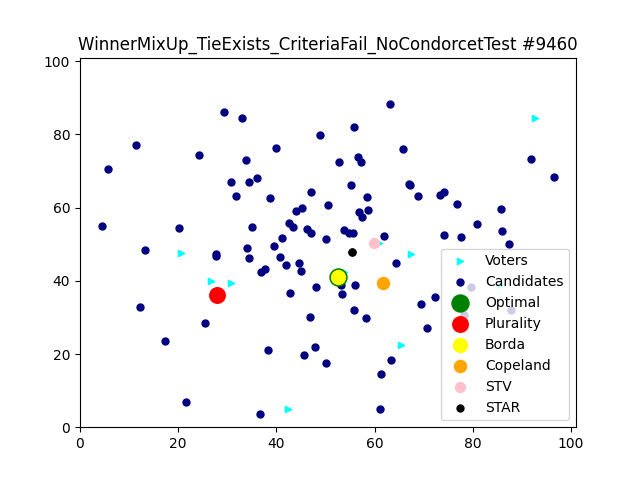 WinnerMixUp_TieExists_CriteriaFail_NoCondorcetTest #9460
100
80
60
40
20
0
0 20 40 60 80 100
Voters
Candidates
Optimal
Plurality
Borda
Copeland
STV
STAR